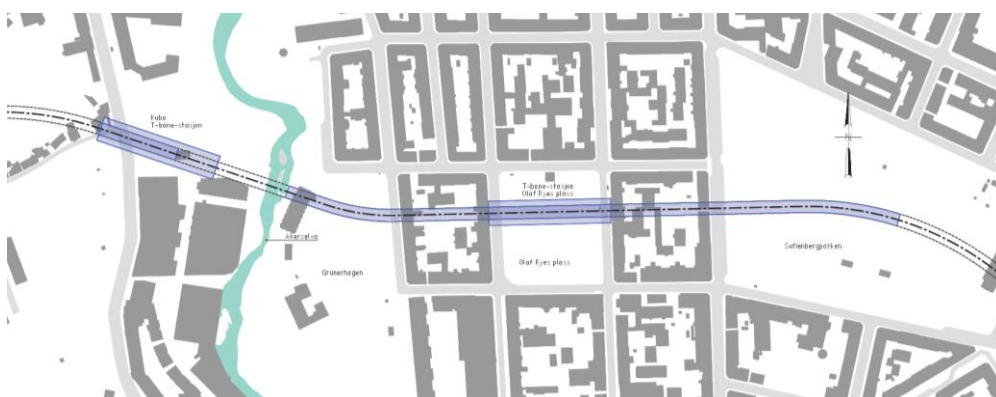 Kuba
T-bane-stasjon
T-bane-stasjon
Olaf Ryes plass
N
Akerselva
Sofienbergparken
Olaf Ryes plass
Grünerhagen